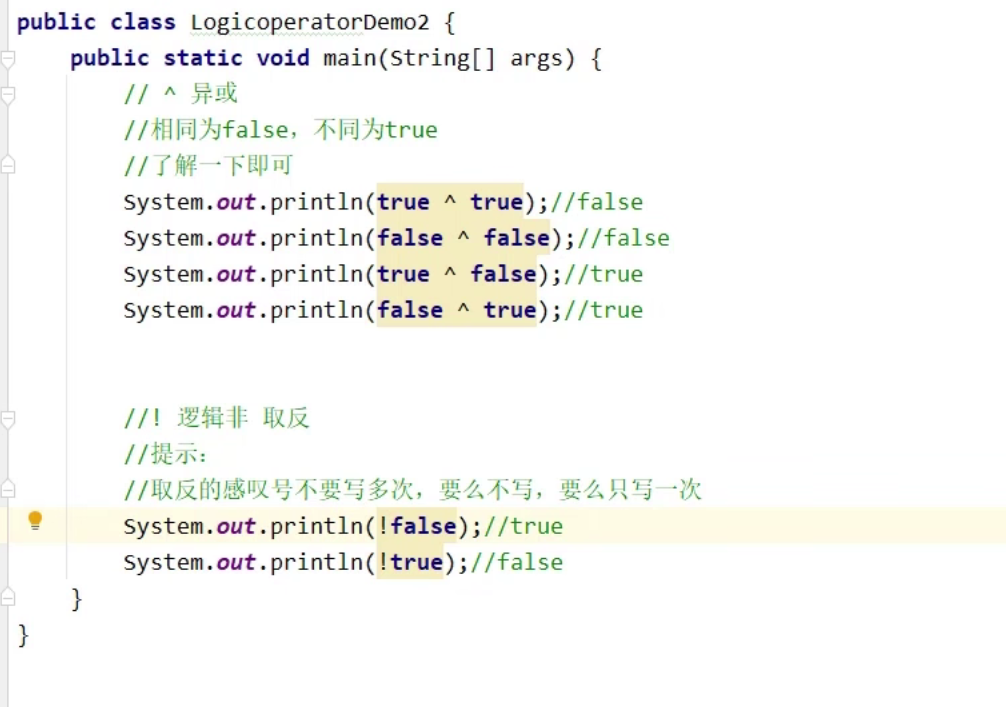 public class LogicoperatorDemo2 {
    public static void main(String[] args) {
        // ^ 异或
        //相同为false，不同为true
        //了解一下即可
        System.out.println(true ^ true);//false
        System.out.println(false ^ false);//false
        System.out.println(true ^ false);//true
        System.out.println(false ^ true);//true
        //! 逻辑非 取反
        //提示：
        //取反的感叹号不要写多次，要么不写，要么只写一次
        System.out.println(!false);//true
        System.out.println(!true);//false
    }
}